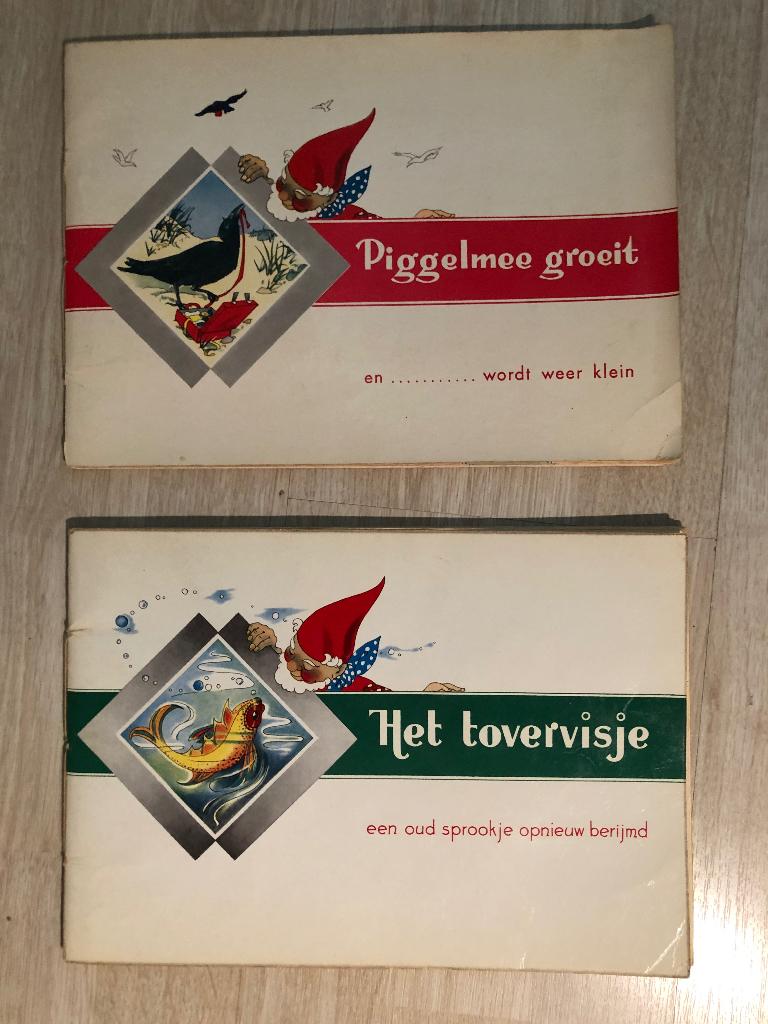 Piggelmee groeit
en ........... wordt weer klein
Het tovervisje
een oud sprookje opnieuw berijmd